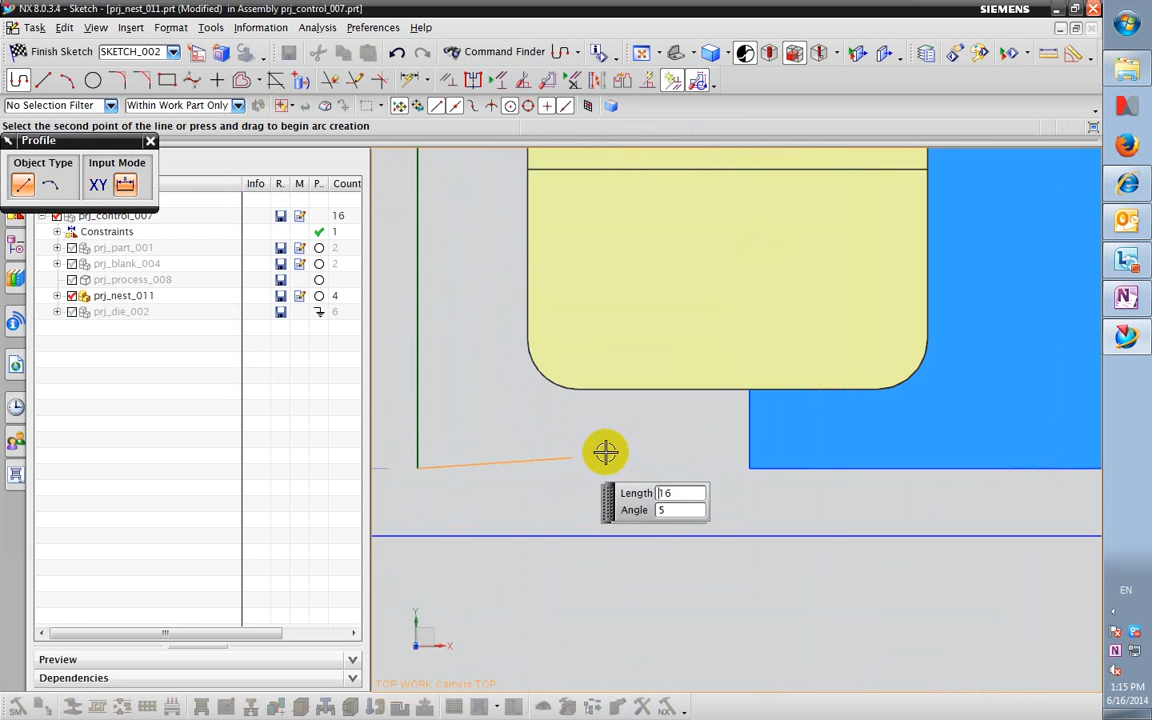 NX 8.0.3.4 - Sketch - [prj_nest_011.prt (Modified) in Assembly prj_control_007.prt]
SIEMENS
Task Edit View Insert Format Tools Information Analysis Preferences Help
Finish Sketch SKETCH_002
Command Finder
No Selection Filter
Within Work Part Only
Select the second point of the line or press and drag to begin arc creation
Profile
Object Type Input Mode
XY
Info R. M P.. Count
prj_control_007 16
Constraints 1
prj_part_001 2
prj_blank_004 2
prj_process_008
prj_nest_011 4
prj_die_002 6
Length 16
Angle 5
Y
X
TOP WORK Camera TOP
Preview
Dependencies
EN
1:15 PM
6/16/2014